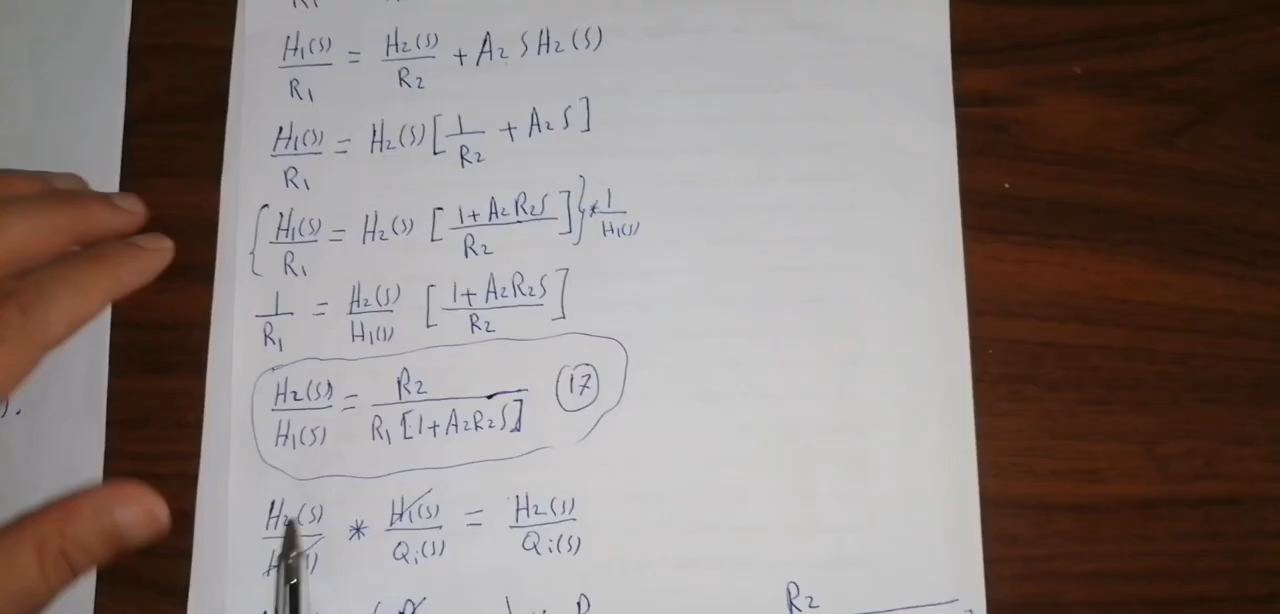 R1
H1(s)/R1 = H2(s)/R2 + A2 S H2(s)
H1(s)/R1 = H2(s) [1/R2 + A2S]
{H1(s)/R1 = H2(s) [(1+A2R2S)/R2]} * 1/H1(s)
1/R1 = H2(s)/H1(s) [(1+A2R2S)/R2]
H2(s)/H1(s) = R2/(R1[1+A2R2S]) 17
H2(s)/H1(s) * H1(s)/Qi(s) = H2(s)/Qi(s)
R2
).